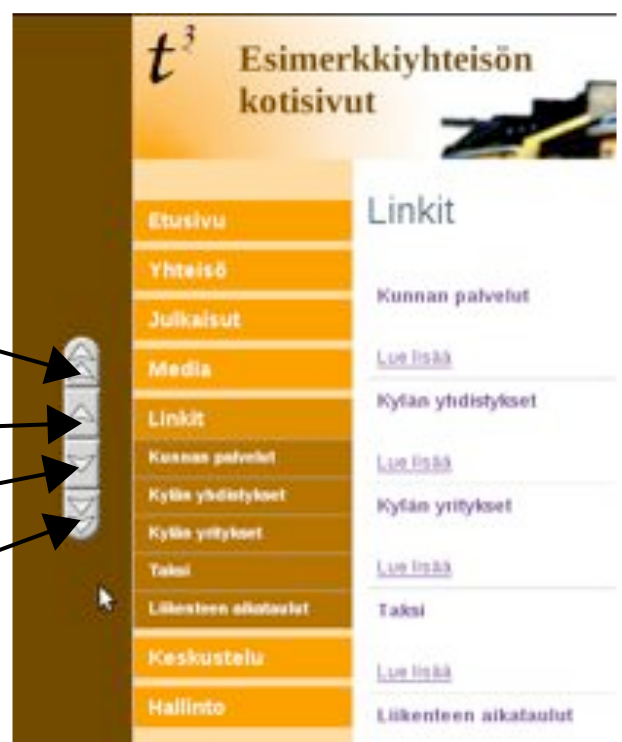 t³
Esimerkkiyhteisön
kotisivut
Etusivu
Yhteisö
Julkaisut
Media
Linkit
Kunnan palvelut
Kylän yhdistykset
Kylän yritykset
Taksi
Liikenteen aikataulut
Keskustelu
Hallinto
Linkit
Kunnan palvelut
Lue lisää
Kylän yhdistykset
Lue lisää
Kylän yritykset
Lue lisää
Taksi
Lue lisää
Liikenteen aikataulut